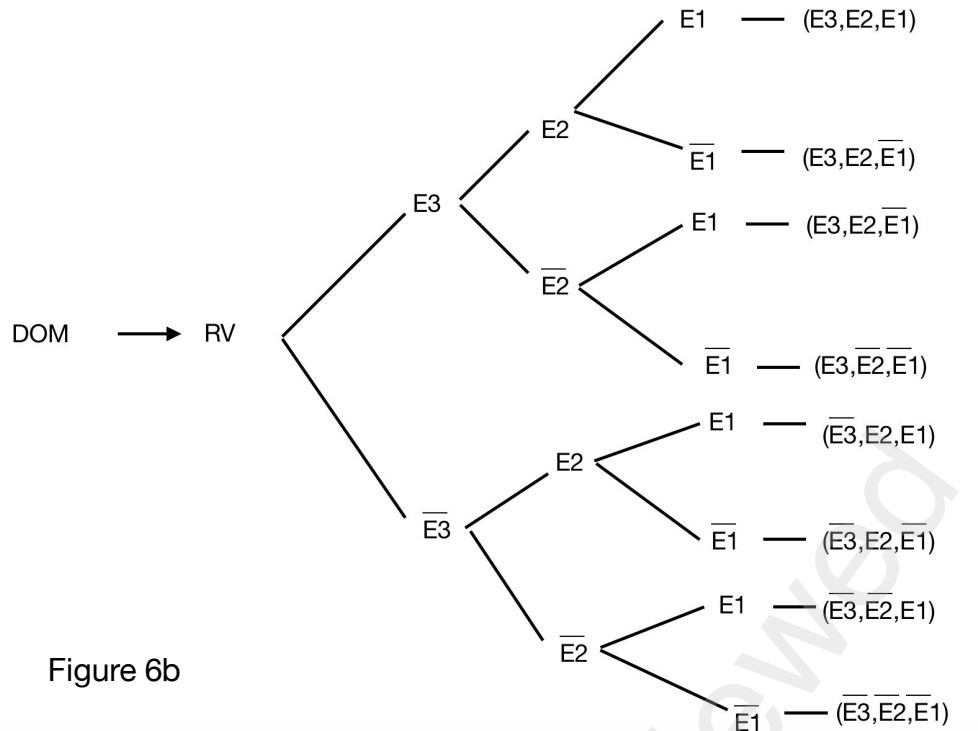 E1 (E3,E2,E1)
E2
E̅1̅ (E3,E2,E̅1̅)
E3
E1 (E3,E2,E̅1̅)
E̅2̅
DOM RV
E̅1̅ (E3,E̅2̅,E̅1̅)
E1 (E̅3̅,E2,E1)
E2
E̅3̅
E̅1̅ (E̅3̅,E2,E̅1̅)
E1 (E̅3̅,E̅2̅,E1)
E̅2̅
Figure 6b
E̅1̅ (E̅3̅,E̅2̅,E̅1̅)